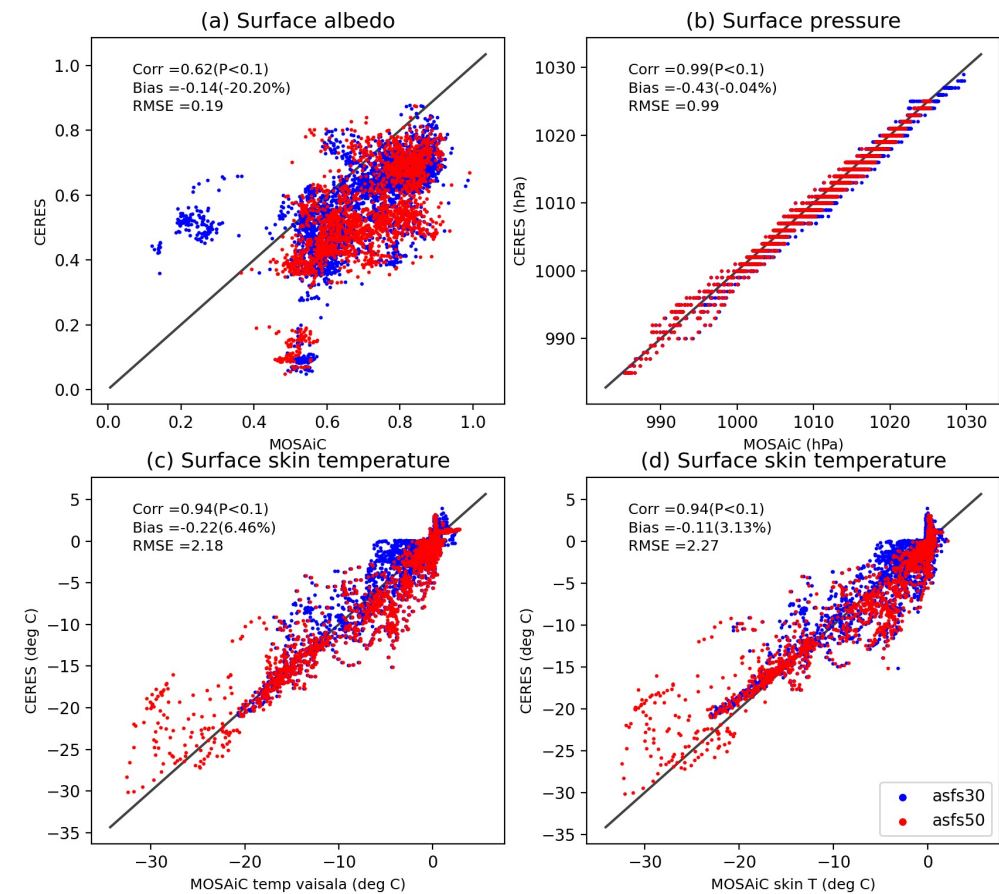 (a) Surface albedo
Corr =0.62(P<0.1)
Bias =-0.14(-20.20%)
RMSE =0.19
1.0
0.8
0.6
0.4
0.2
0.0
CERES
0.0 0.2 0.4 0.6 0.8 1.0
MOSAiC
(b) Surface pressure
Corr =0.99(P<0.1)
Bias =-0.43(-0.04%)
RMSE =0.99
1030
1020
1010
1000
990
CERES (hPa)
990 1000 1010 1020 1030
MOSAiC (hPa)
(c) Surface skin temperature
Corr =0.94(P<0.1)
Bias =-0.22(6.46%)
RMSE =2.18
5
0
−5
−10
−15
−20
−25
−30
−35
CERES (deg C)
−30 −20 −10 0
MOSAiC temp vaisala (deg C)
(d) Surface skin temperature
Corr =0.94(P<0.1)
Bias =-0.11(3.13%)
RMSE =2.27
5
0
−5
−10
−15
−20
−25
−30
−35
CERES (deg C)
asfs30
asfs50
−30 −20 −10 0
MOSAiC skin T (deg C)